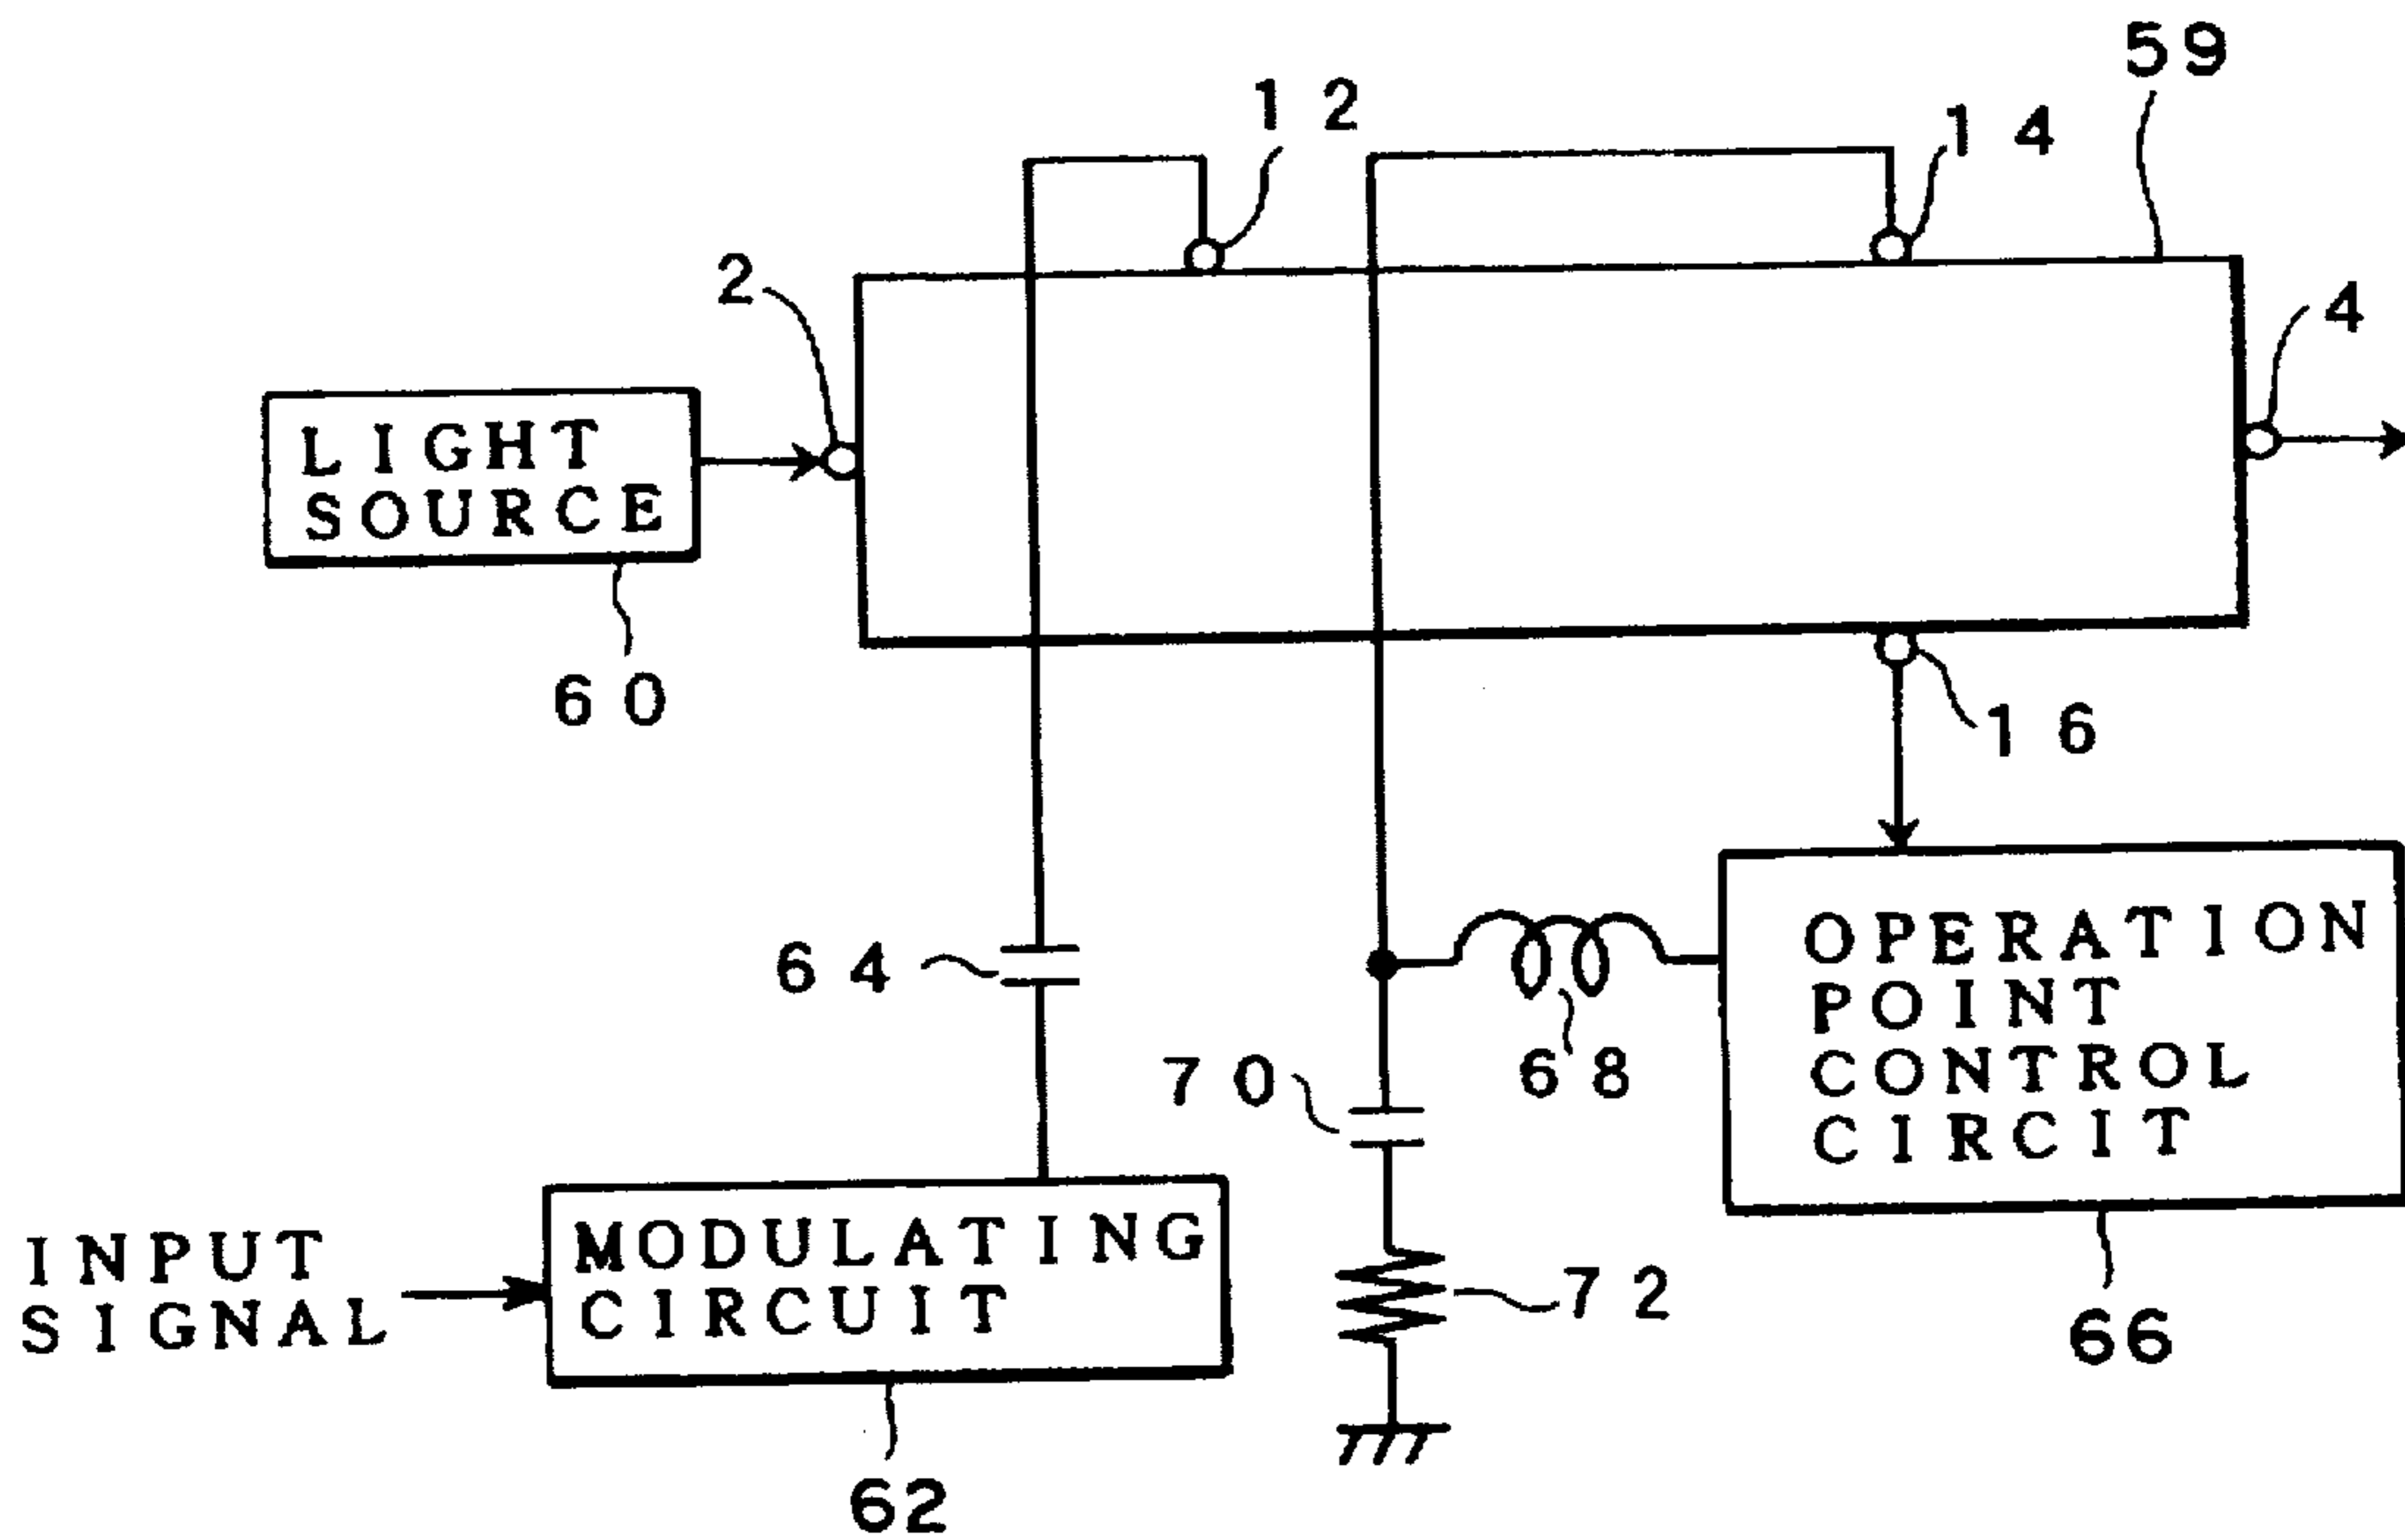 59
12
14
2
4
LIGHT
SOURCE
60
16
64
OPERATION
POINT
CONTROL
CIRCIT
70
68
INPUT
SIGNAL
MODULATING
CIRCUIT
72
66
62